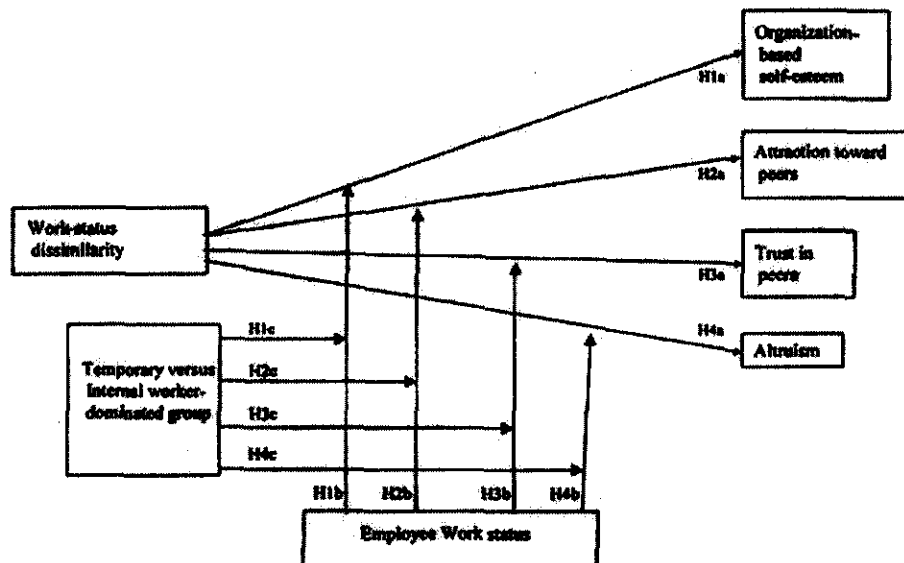 Organization-
based
self-esteem
H1a
Attraction toward
peers
H2a
Work-status
dissimilarity
Trust in
peers
H3a
H4a
Altruism
H1c
Temporary versus
Internal worker-
dominated group
H2c
H3c
H4c
H1b
H2b
H3b
H4b
Employee Work status